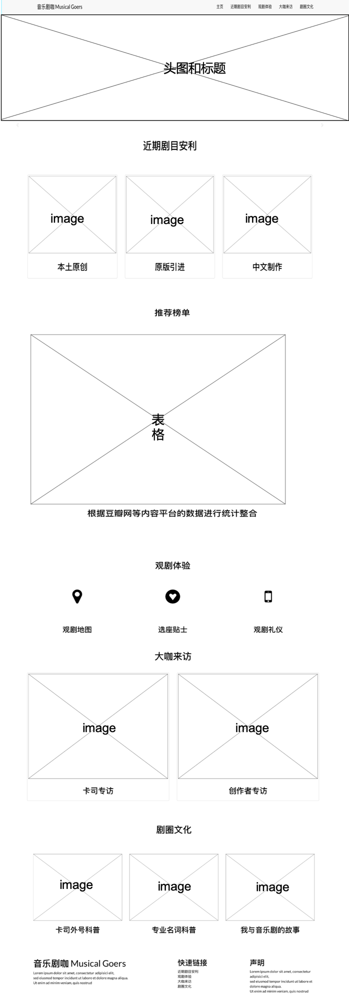 音乐剧咖 Musical Goers
主页 近期剧目安利 观剧体验 大咖来访 剧圈文化
头图和标题
近期剧目安利
image image image
本土原创 原版引进 中文制作
推荐榜单
表
格
根据豆瓣网等内容平台的数据进行统计整合
观剧体验
观剧地图 选座贴士 观剧礼仪
大咖来访
image image
卡司专访 创作者专访
剧圈文化
image image image
卡司外号科普 专业名词科普 我与音乐剧的故事
音乐剧咖 Musical Goers
Lorem ipsum dolor sit amet, consectetur adipisici elit,
sed eiusmod tempor incidunt ut labore et dolore magna aliqua.
Ut enim ad minim veniam, quis nostrud
快速链接
近期剧目安利
观剧体验
大咖来访
剧圈文化
声明
Lorem ipsum dolor sit amet, consectetur
adipisici elit,
sed eiusmod tempor incidunt ut labore et
dolore magna aliqua.
Ut enim ad minim veniam, quis nostrud